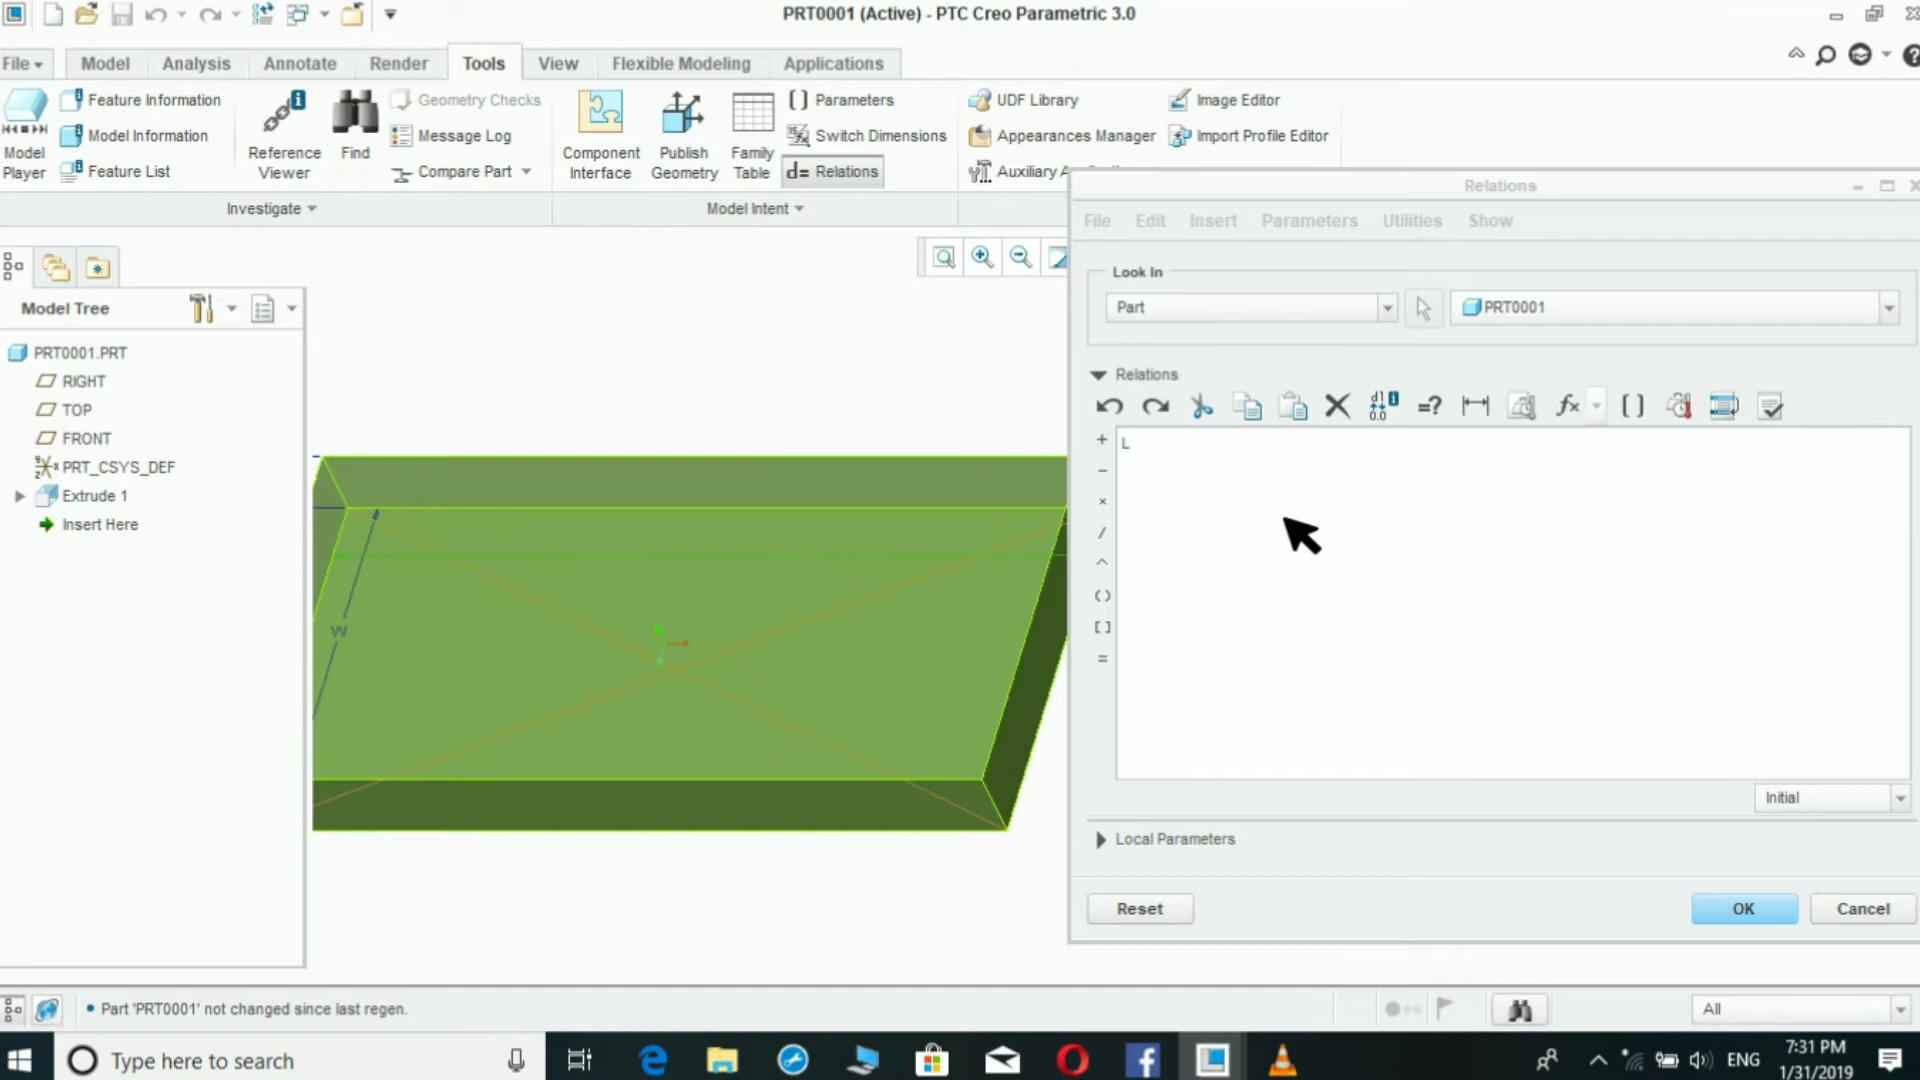 PRT0001 (Active) - PTC Creo Parametric 3.0
File Model Analysis Annotate Render Tools View Flexible Modeling Applications
Feature Information
Model Information
Feature List
Model Player
Reference Viewer
Find
Geometry Checks
Message Log
Compare Part
Component Interface
Publish Geometry
Family Table
Parameters
Switch Dimensions
d= Relations
UDF Library
Appearances Manager
Auxiliary A
Image Editor
Import Profile Editor
Investigate
Model Intent
Relations
File Edit Insert Parameters Utilities Show
Look In
Part
PRT0001
Relations
L
+
-
×
/
^
()
[]
=
Initial
Local Parameters
Reset
OK
Cancel
Model Tree
PRT0001.PRT
RIGHT
TOP
FRONT
PRT_CSYS_DEF
Extrude 1
Insert Here
W
• Part 'PRT0001' not changed since last regen.
All
Type here to search
ENG
7:31 PM
1/31/2019